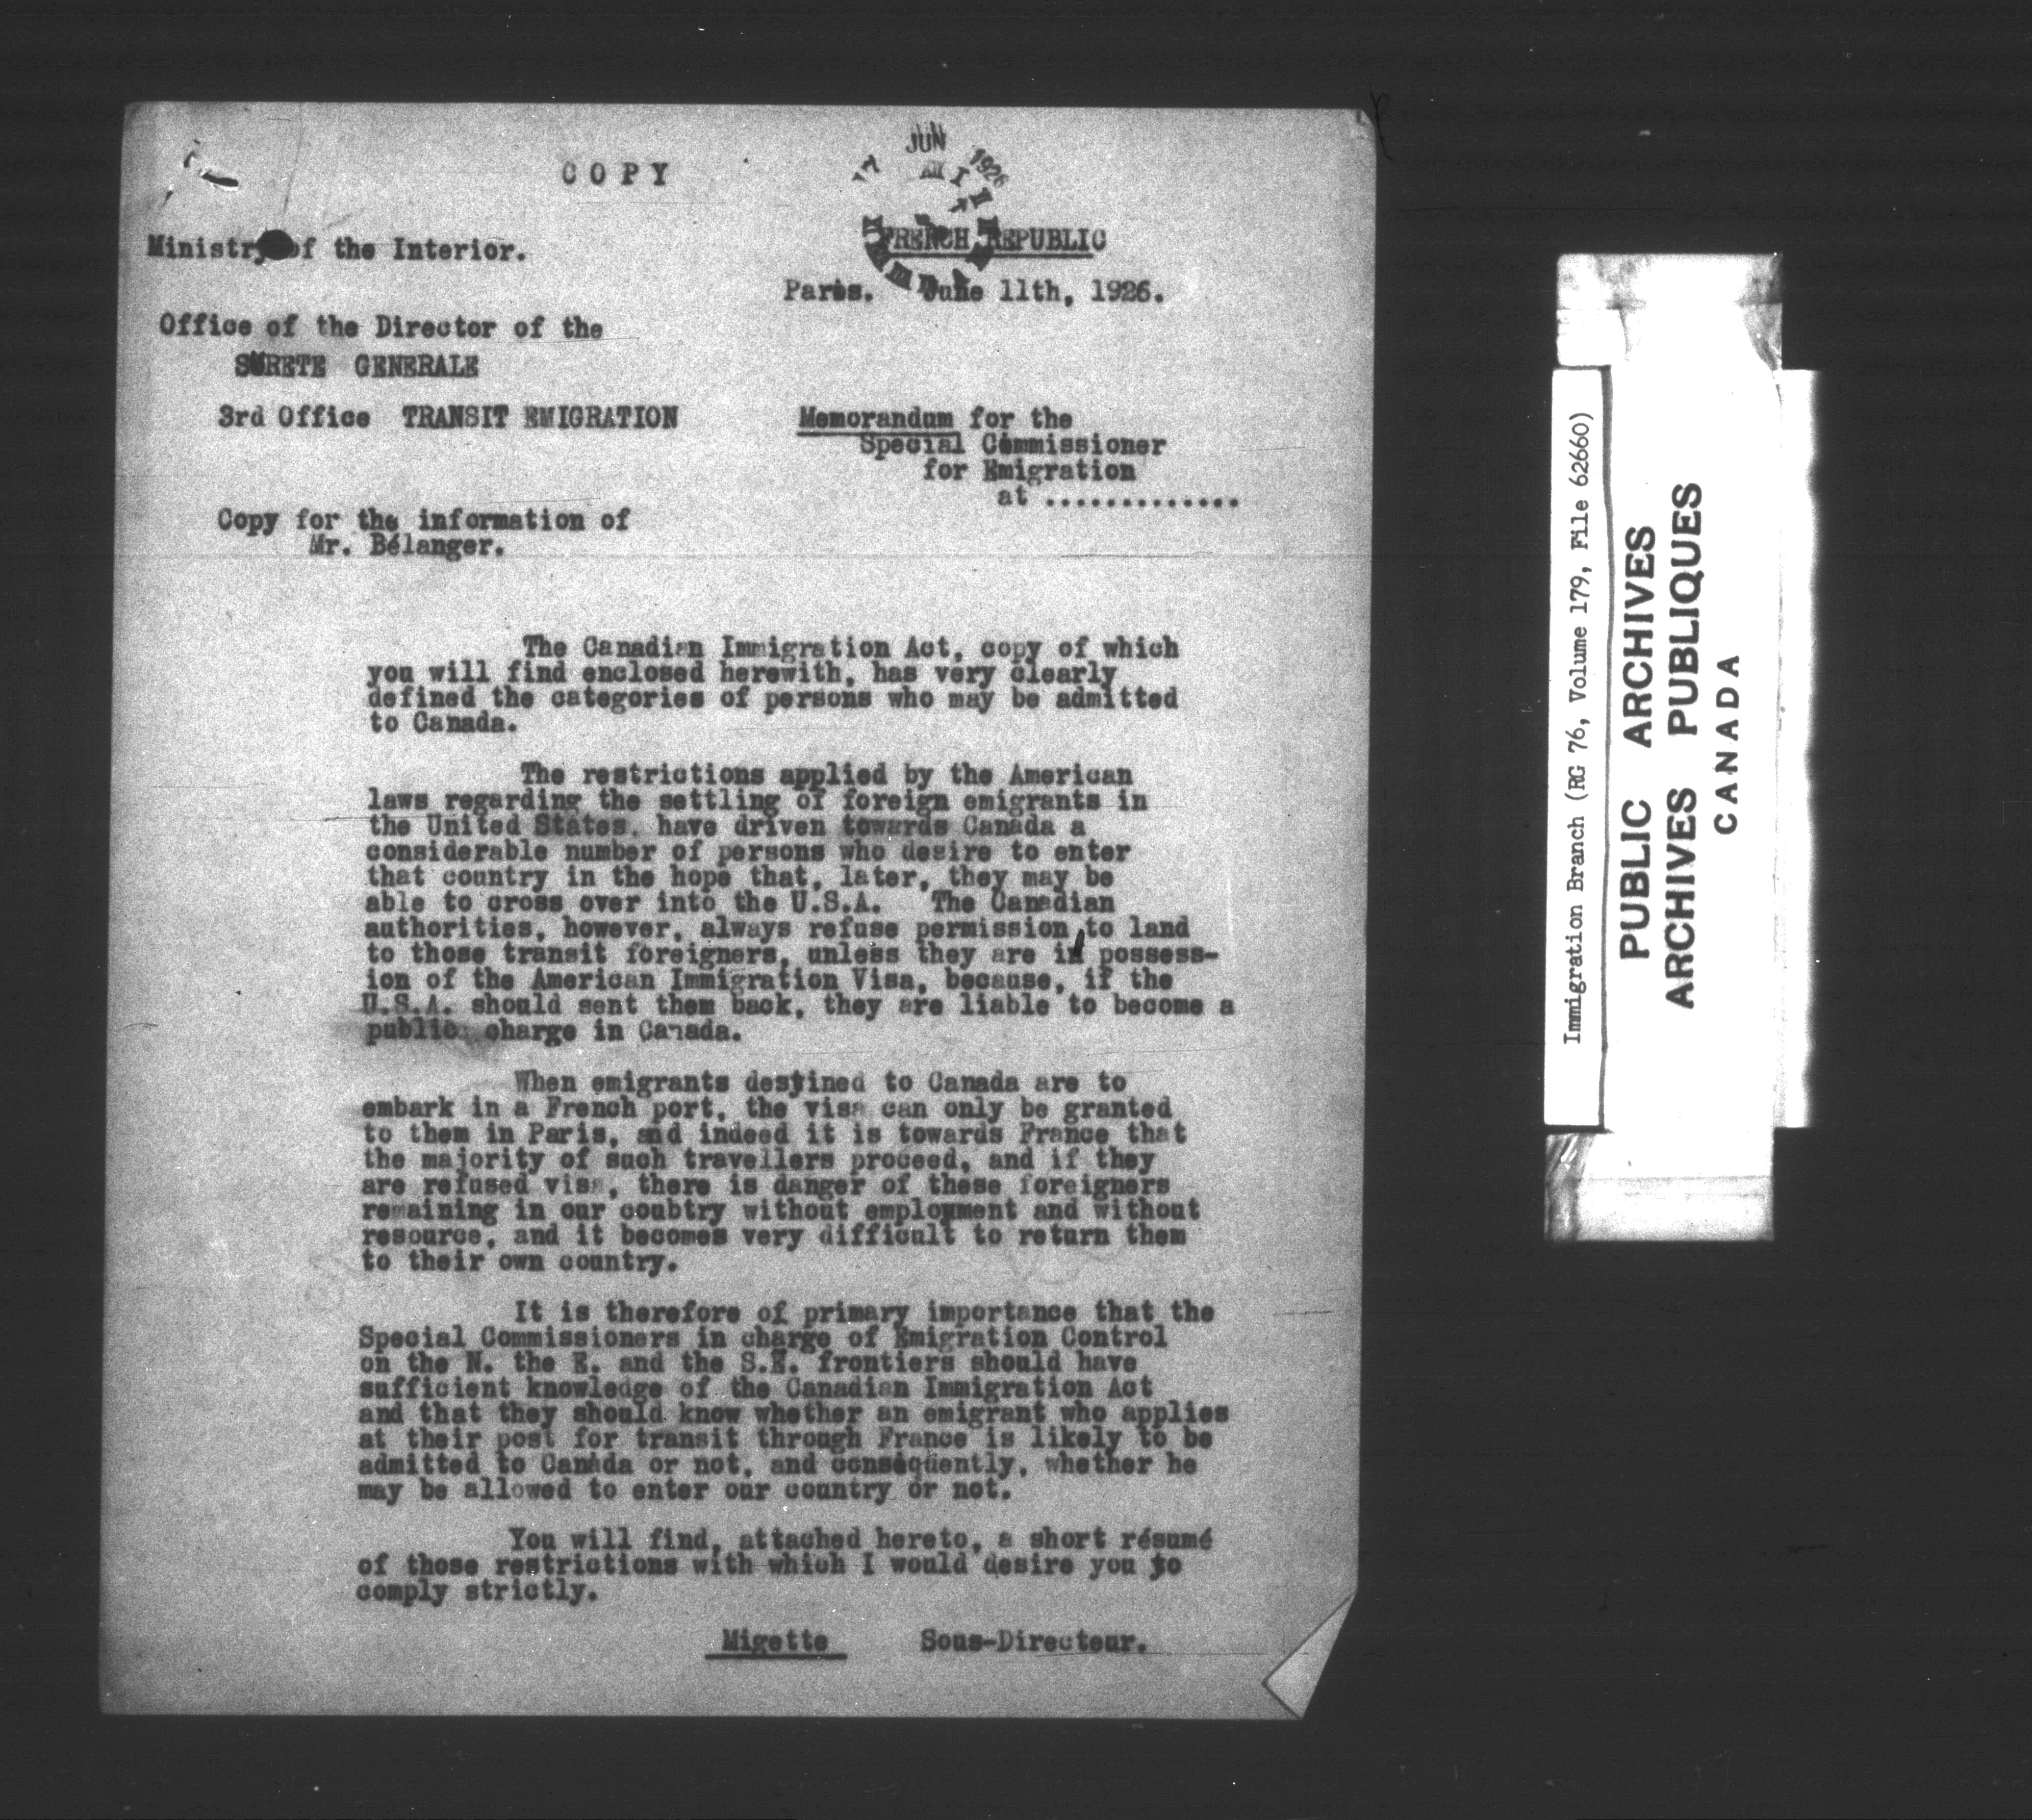 COPY
17 JUN 1926
Ministry of the Interior.
FRENCH REPUBLIC
Paris. June 11th, 1926.
Office of the Director of the
SURETE GENERALE
3rd Office TRANSIT EMIGRATION
Memorandum for the
Special Commissioner
for Emigration
at .............
Copy for the information of
Mr. Bélanger.
The Canadian Immigration Act, copy of which
you will find enclosed herewith, has very clearly
defined the categories of persons who may be admitted
to Canada.
The restrictions applied by the American
laws regarding the settling of foreign emigrants in
the United States, have driven towards Canada a
considerable number of persons who desire to enter
that country in the hope that, later, they may be
able to cross over into the U.S.A. The Canadian
authorities, however, always refuse permission to land
to those transit foreigners, unless they are in possess-
ion of the American Immigration Visa, because, if the
U.S.A. should sent them back, they are liable to become a
public charge in Canada.
When emigrants destined to Canada are to
embark in a French port, the visa can only be granted
to them in Paris, and indeed it is towards France that
the majority of such travellers proceed, and if they
are refused visa, there is danger of these foreigners
remaining in our coubtry without employment and without
resource, and it becomes very difficult to return them
to their own country.
It is therefore of primary importance that the
Special Commissioners in charge of Emigration Control
on the N. the E. and the S.E. frontiers should have
sufficient knowledge of the Canadian Immigration Act
and that they should know whether an emigrant who applies
at their post for transit through France is likely to be
admitted to Canada or not, and consequently, whether he
may be allowed to enter our country or not.
You will find, attached hereto, a short résumé
of those restrictions with which I would desire you to
comply strictly.
Migette Sous-Directeur.
Immigration Branch (RG 76, Volume 179, File 62660)
PUBLIC ARCHIVES
ARCHIVES PUBLIQUES
CANADA